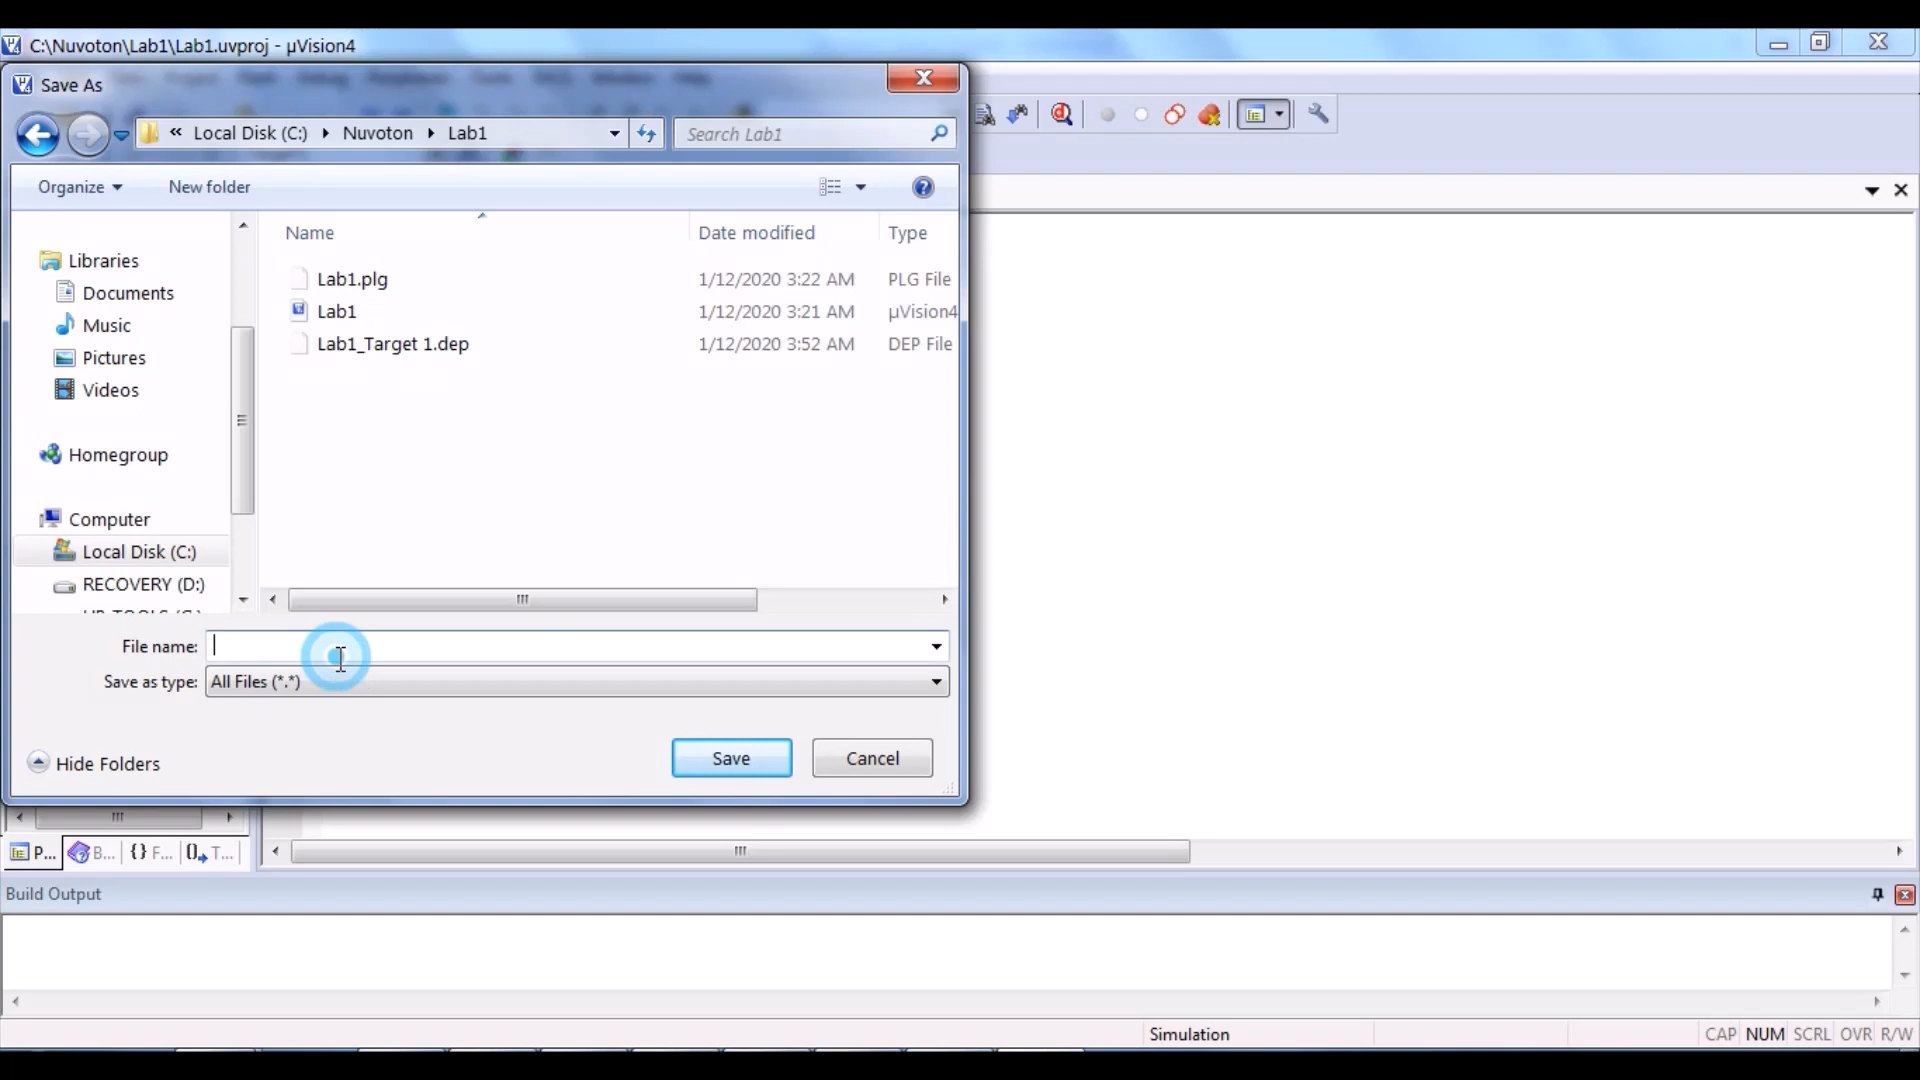 C:\Nuvoton\Lab1\Lab1.uvproj - µVision4
Save As
« Local Disk (C:) Nuvoton Lab1
Search Lab1
Organize New folder
Name Date modified Type
Libraries
Documents
Music
Pictures
Videos
Homegroup
Computer
Local Disk (C:)
RECOVERY (D:)
Lab1.plg 1/12/2020 3:22 AM PLG File
Lab1 1/12/2020 3:21 AM µVision4
Lab1_Target 1.dep 1/12/2020 3:52 AM DEP File
File name:
Save as type: All Files (*.*)
Hide Folders
Save
Cancel
P... B... {} F... 0 T...
Build Output
Simulation
CAP NUM SCRL OVR R/W